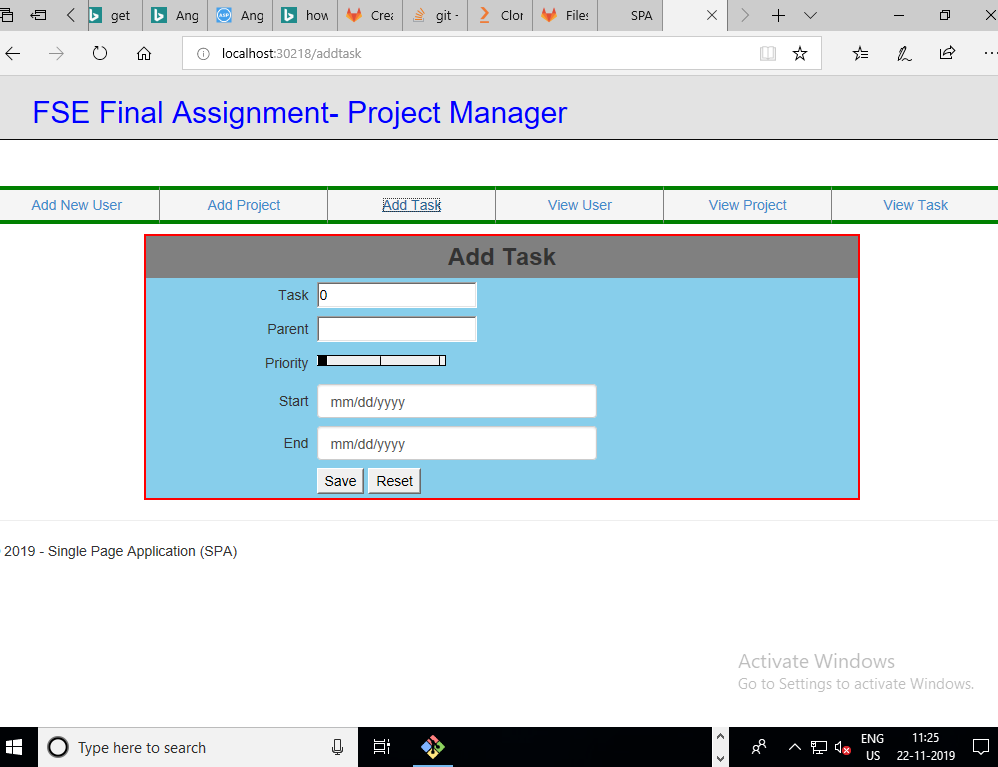 get Ang Ang how Crea git - Clor Files SPA
localhost:30218/addtask
FSE Final Assignment- Project Manager
Add New User Add Project Add Task View User View Project View Task
Add Task
Task 0
Parent
Priority
Start mm/dd/yyyy
End mm/dd/yyyy
Save Reset
2019 - Single Page Application (SPA)
Activate Windows
Go to Settings to activate Windows.
Type here to search
ENG 11:25
US 22-11-2019